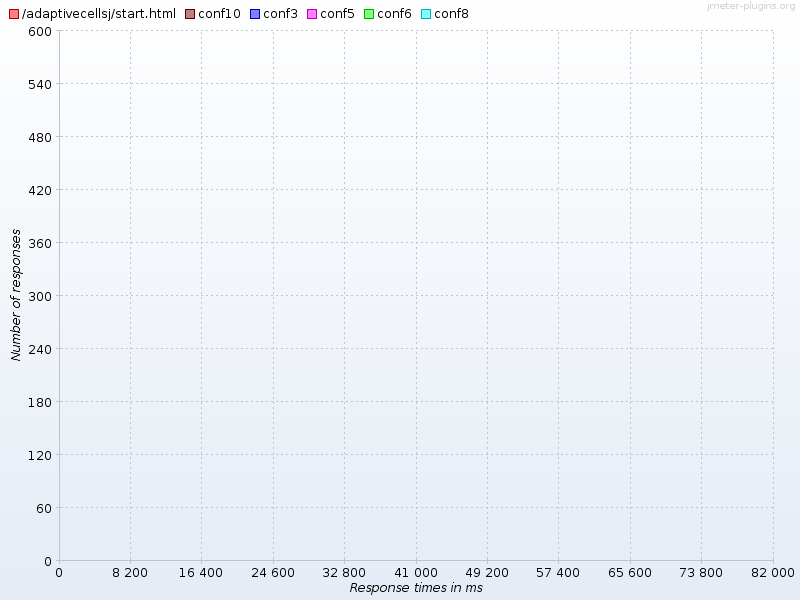 /adaptivecellsj/start.html conf10 conf3 conf5 conf6 conf8
jmeter-plugins.org
600
540
480
420
360
300
240
180
120
60
0
Number of responses
0 8 200 16 400 24 600 32 800 41 000 49 200 57 400 65 600 73 800 82 000
Response times in ms